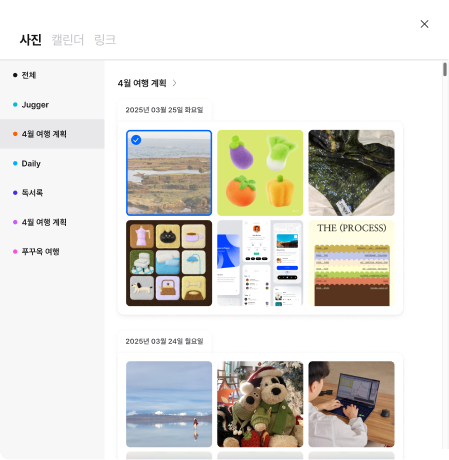 사진 캘린더 링크
전체
Jugger
4월 여행 계획
Daily
독서록
4월 여행 계획
푸꾸옥 여행
4월 여행 계획
2025년 03월 25일 화요일
THE (PROCESS)
2025년 03월 24일 월요일